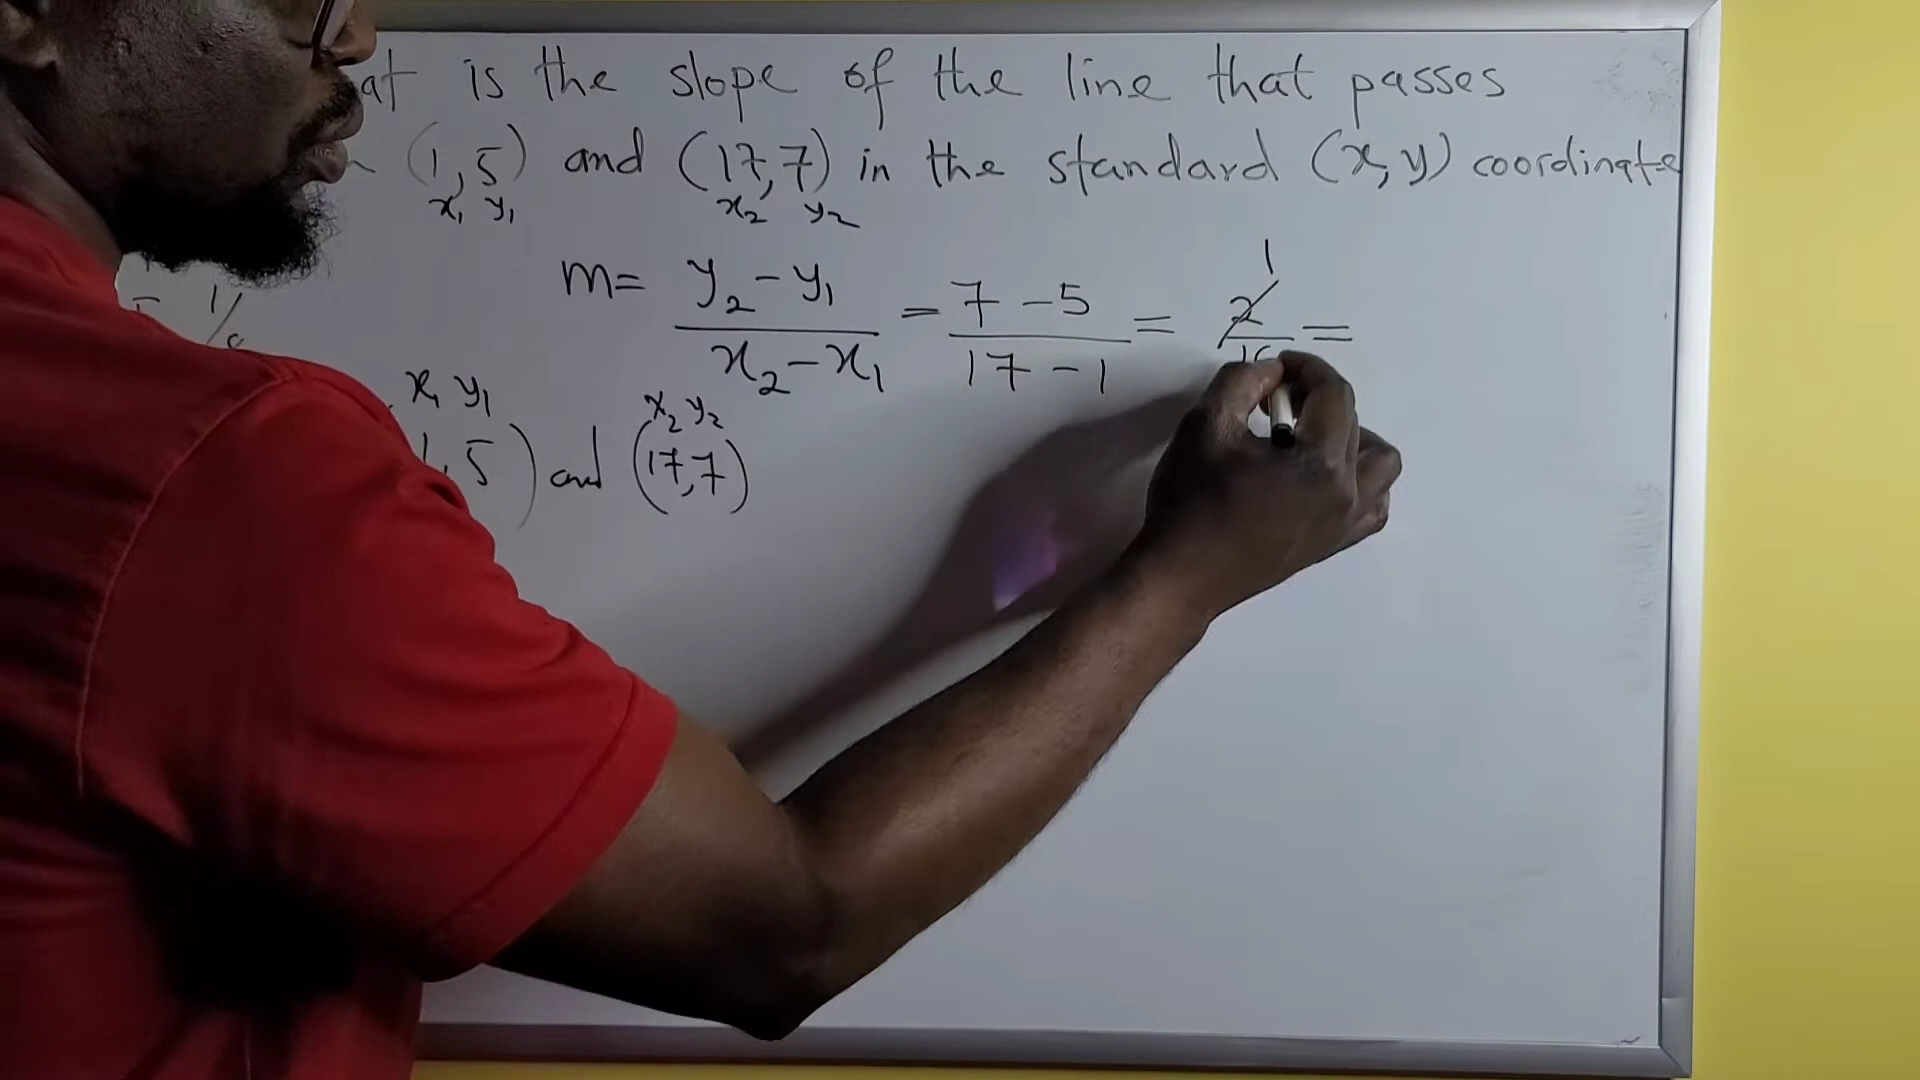 is the slope of the line that passes
(1,5) and (17,7) in the standard (x,y) coordinate
x₁ y₁ x₂ y₂
m= y₂-y₁ / x₂-x₁ = 7-5 / 17-1 = 2 / 16 =
1
x₁ y₁ x₂ y₂
1,5) and (17,7)